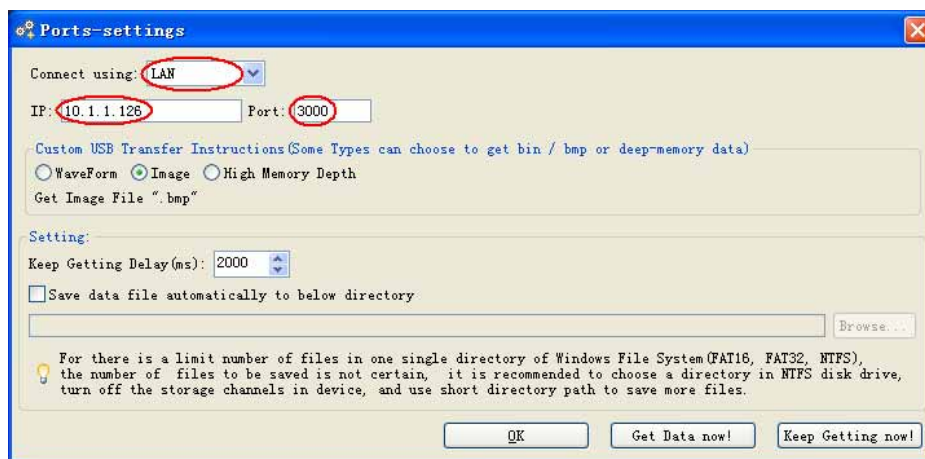 Ports-settings
Connect using: LAN
IP: 10.1.1.126 Port: 3000
Custom USB Transfer Instructions(Some Types can choose to get bin / bmp or deep-memory data)
WaveForm Image High Memory Depth
Get Image File ".bmp"
Setting:
Keep Getting Delay(ms): 2000
Save data file automatically to below directory
Browse...
For there is a limit number of files in one single directory of Windows File System(FAT16, FAT32, NTFS),
the number of files to be saved is not certain, it is recommended to choose a directory in NTFS disk drive,
turn off the storage channels in device, and use short directory path to save more files.
OK Get Data now! Keep Getting now!